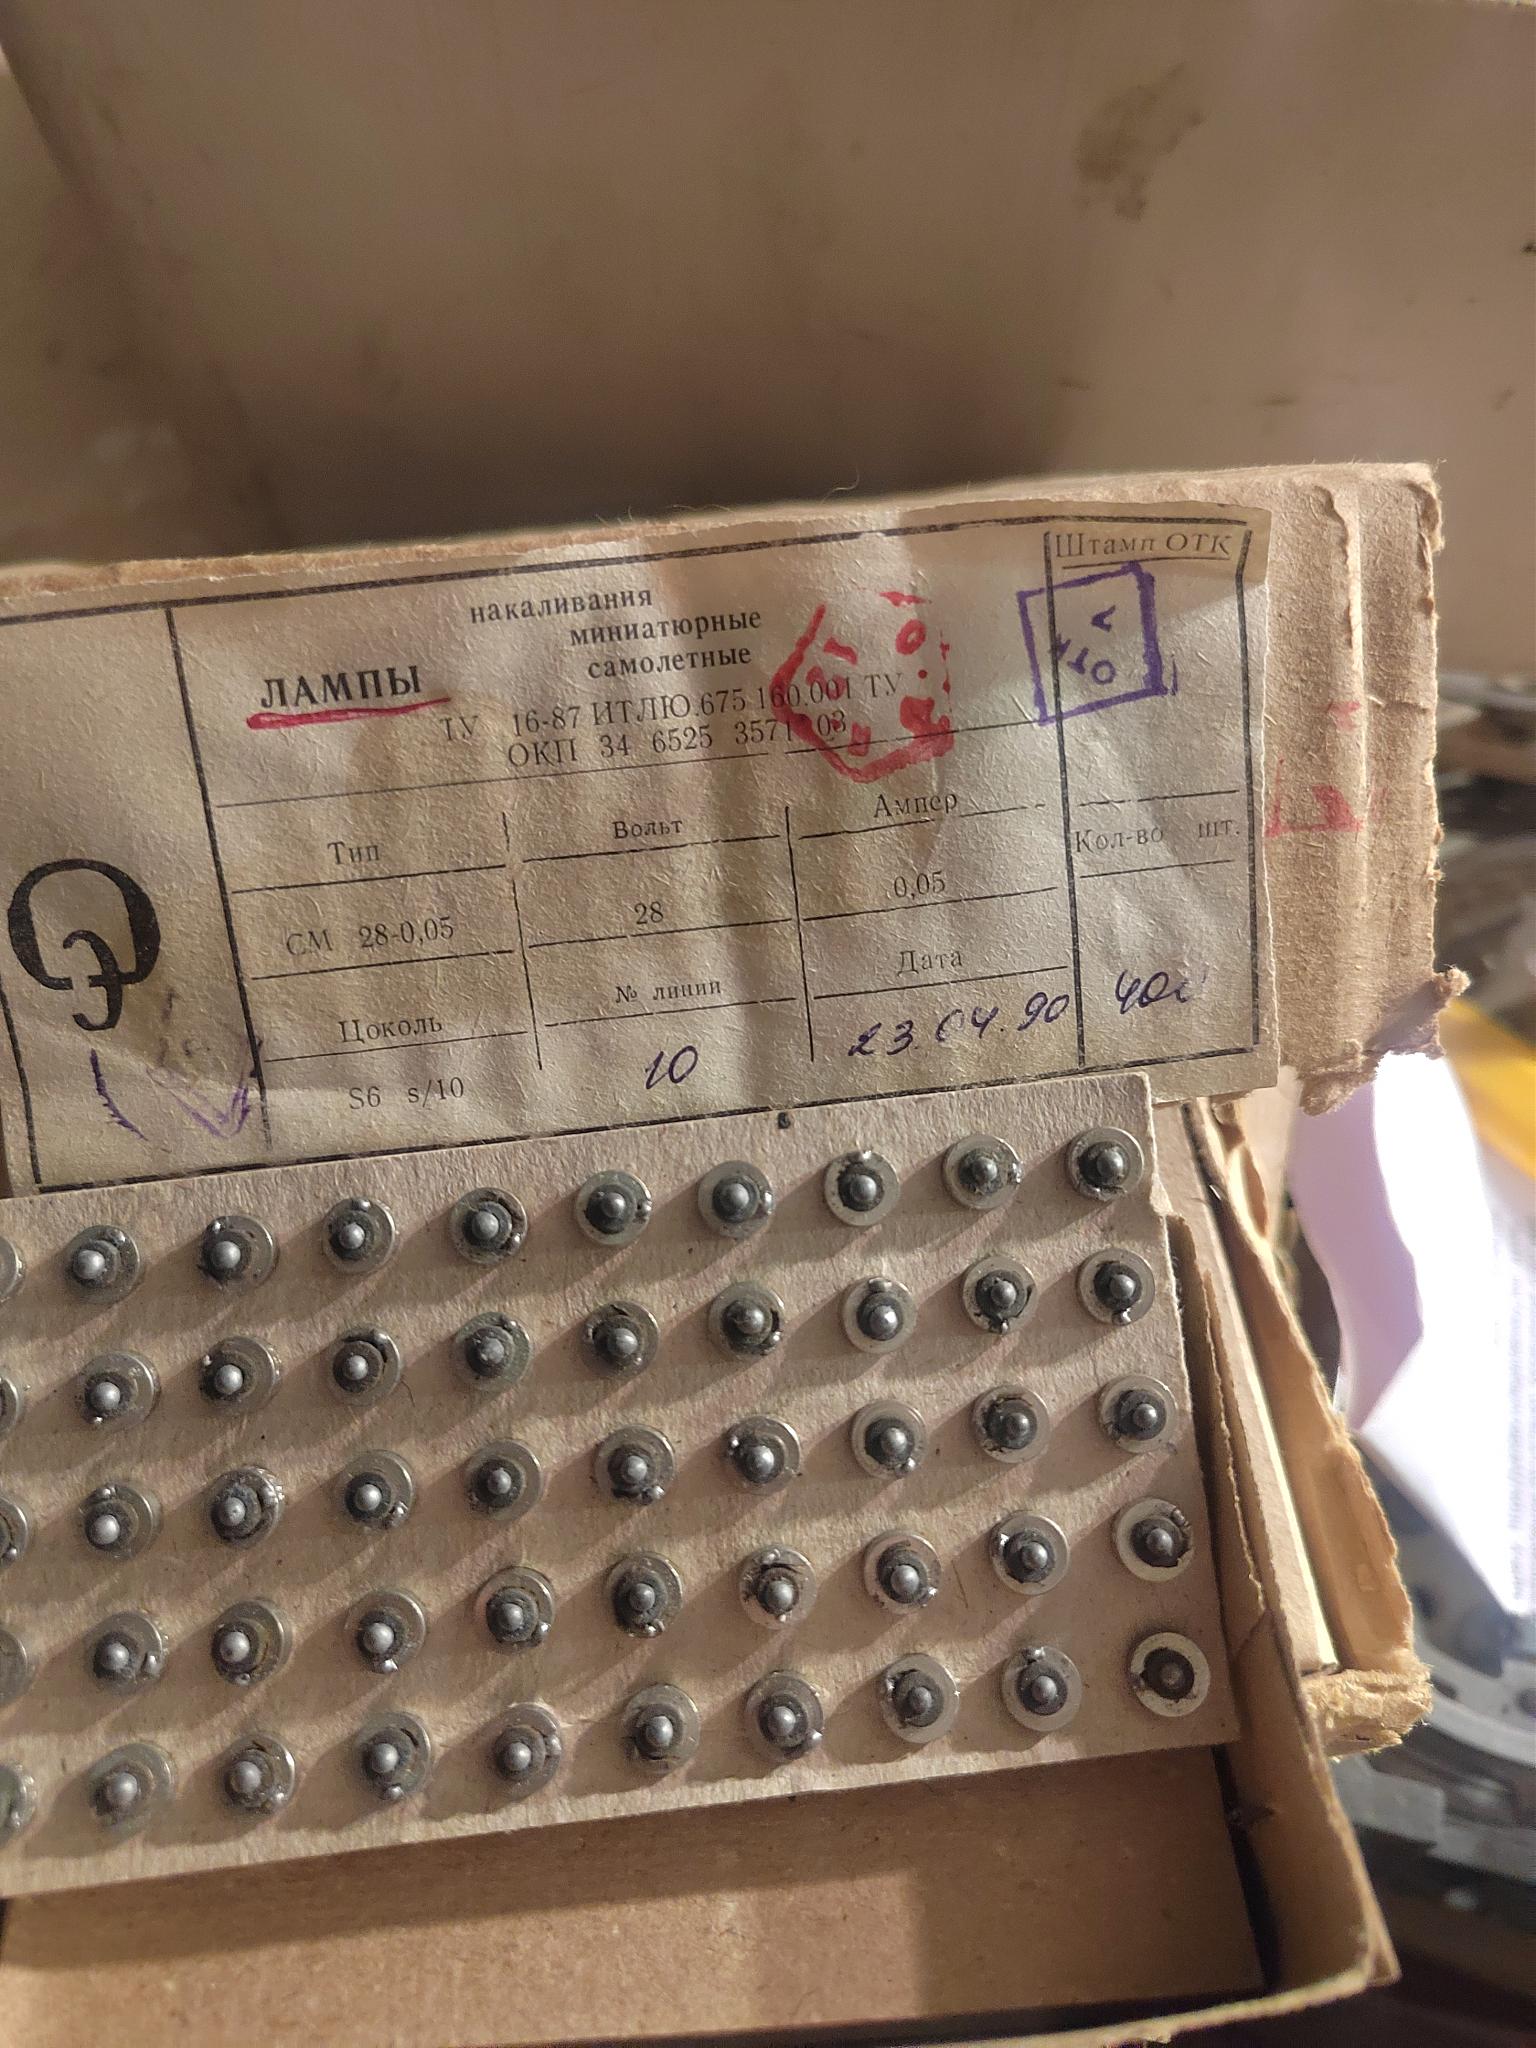 Штамп ОТК
накаливания
миниатюрные
ЛАМПЫ самолетные
ТУ 16-87 ИТЛЮ.675 160.001 ТУ
ОКП 34 6525 3571 03
Тип Вольт Ампер Кол-во шт.
СМ 28-0,05 28 0,05
Цоколь № линии Дата
S6 s/10 10 23.04.90